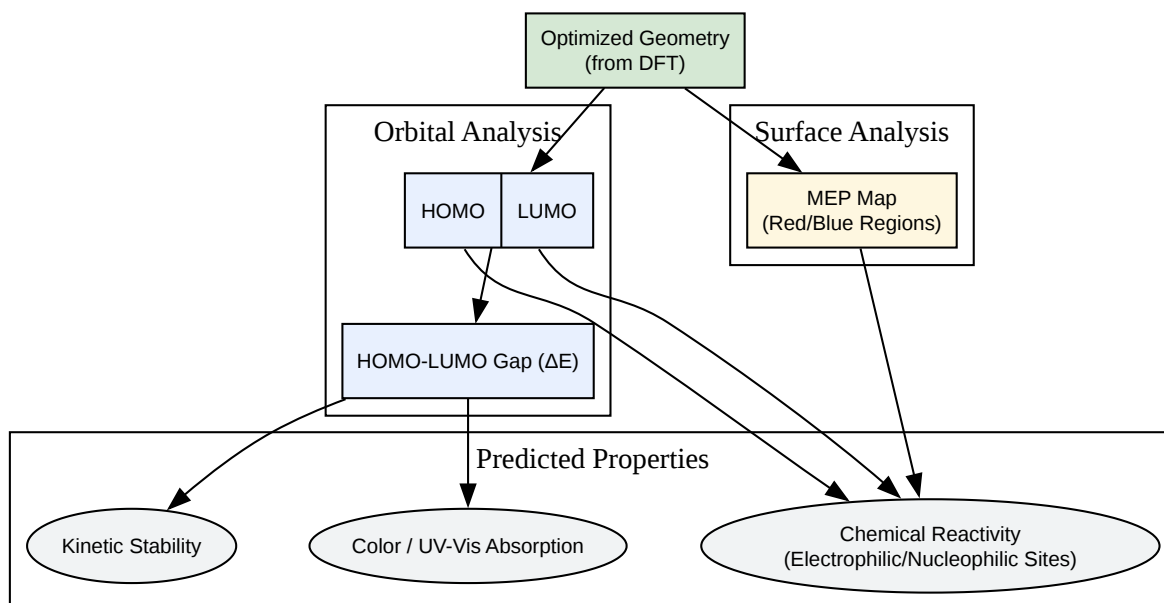 Optimized Geometry
(from DFT)
Orbital Analysis
Surface Analysis
HOMO
LUMO
MEP Map
(Red/Blue Regions)
HOMO-LUMO Gap (ΔE)
Predicted Properties
Kinetic Stability
Color / UV-Vis Absorption
Chemical Reactivity
(Electrophilic/Nucleophilic Sites)